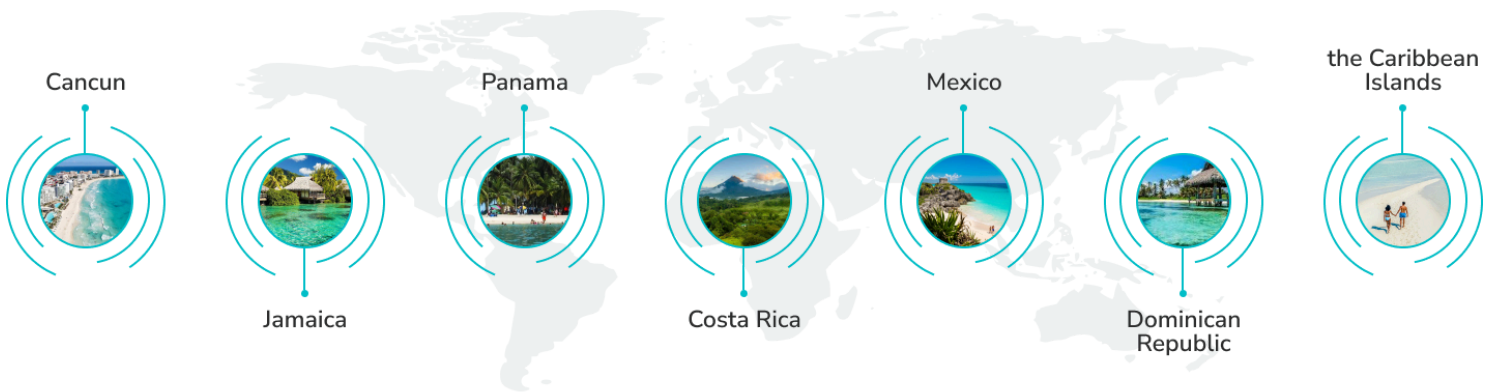 Cancun
Jamaica
Panama
Costa Rica
Mexico
Dominican
Republic
the Caribbean
Islands